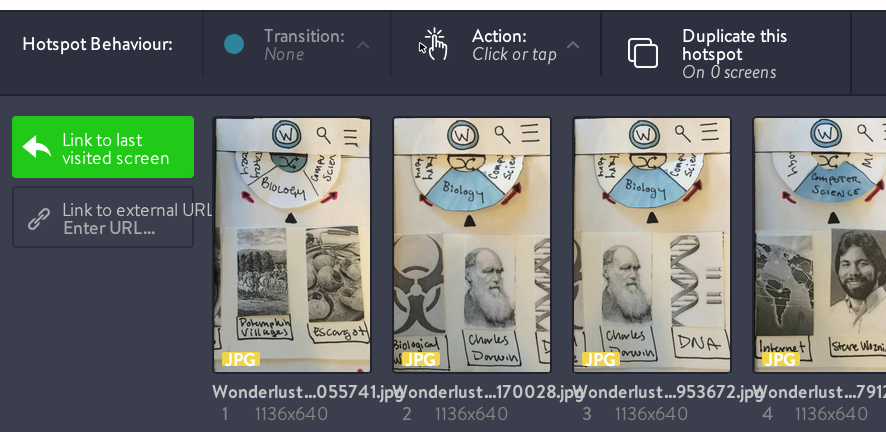 Hotspot Behaviour:
Transition:
None
Action:
Click or tap
Duplicate this
hotspot
On 0 screens
Link to last
visited screen
Link to external URL
Enter URL...
W
Biology
Potempkin
Villages
Escargot
JPG
Wonderlust...055741.jpg
1 1136x640
W
Biology
Biological
Charles
Darwin
JPG
Wonderlust...170028.jpg
2 1136x640
W
Biology
Charles
Darwin
DNA
JPG
Wonderlust...953672.jpg
3 1136x640
W
Computer
Science
Internet
Steve
JPG
Wonderlust...7912
4 1136x640